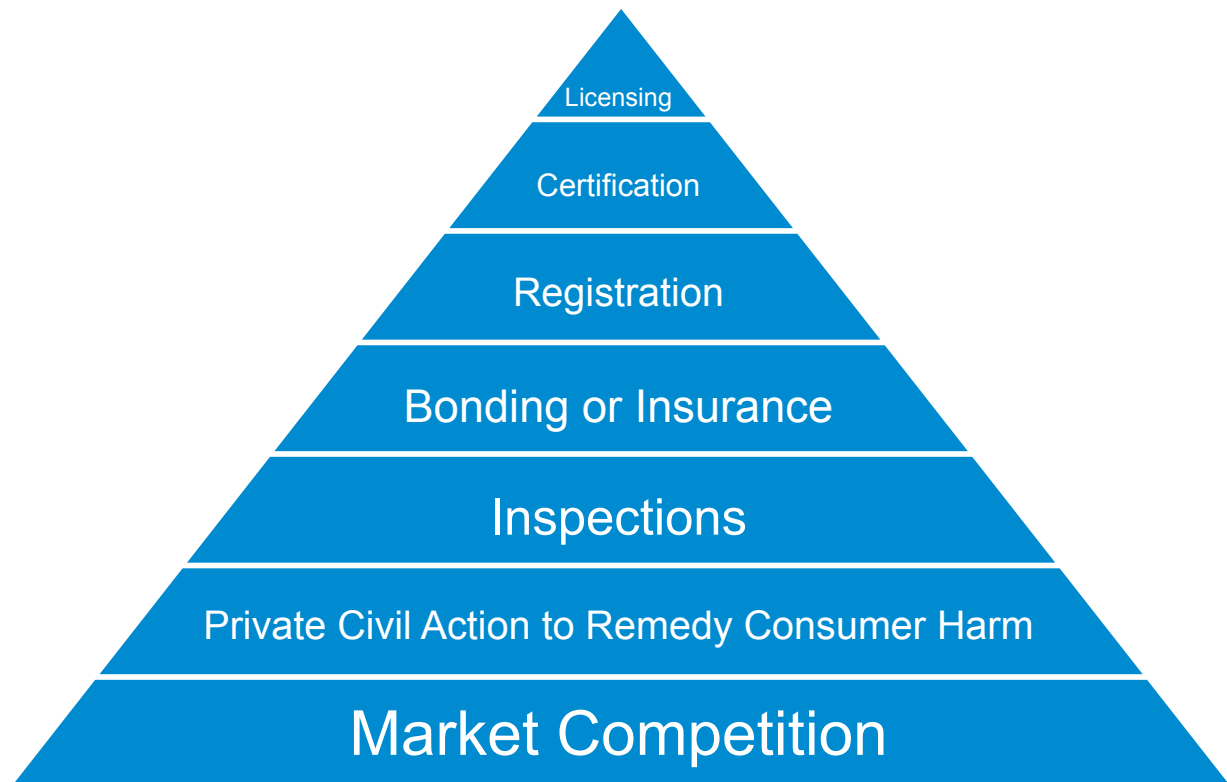 Licensing
Certification
Registration
Bonding or Insurance
Inspections
Private Civil Action to Remedy Consumer Harm
Market Competition